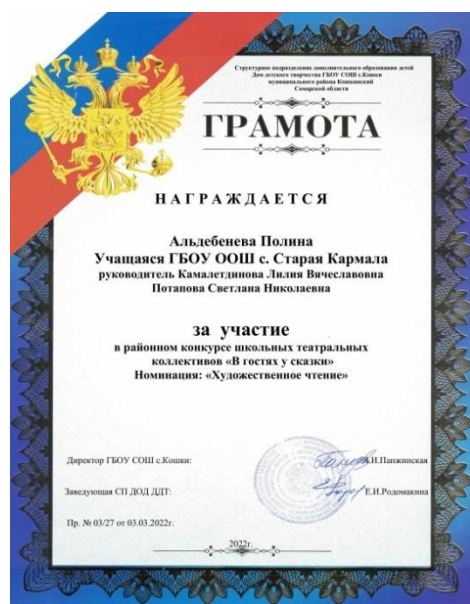 Структурное подразделение дополнительного образования детей
Дом детского творчества ГБОУ СОШ с.Кошки
муниципального района Кошкинский
Самарской области
ГРАМОТА
НАГРАЖДАЕТСЯ
Альдебенева Полина
Учащаяся ГБОУ ООШ с. Старая Кармала
руководитель Камалетдинова Лилия Вячеславовна
Потапова Светлана Николаевна
за участие
в районном конкурсе школьных театральных
коллективов «В гостях у сказки»
Номинация: «Художественное чтение»
Директор ГБОУ СОШ с.Кошки:
И.Панжинская
Заведующая СП ДОД ДДТ:
Е.И.Родомакина
Пр. № 03/27 от 03.03.2022г.
2022г.